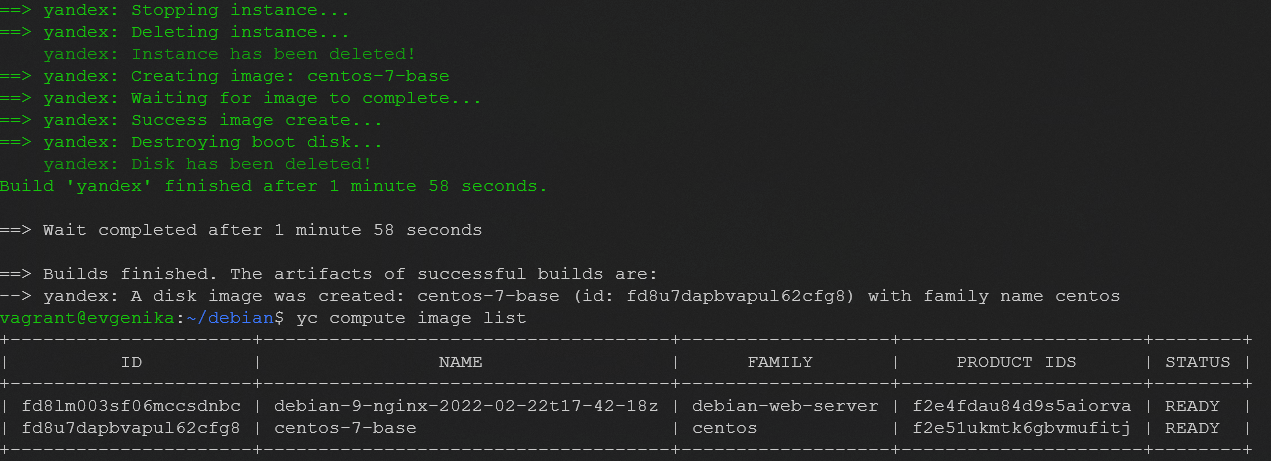 ==> yandex: Stopping instance...
==> yandex: Deleting instance...
    yandex: Instance has been deleted!
==> yandex: Creating image: centos-7-base
==> yandex: Waiting for image to complete...
==> yandex: Success image create...
==> yandex: Destroying boot disk...
    yandex: Disk has been deleted!
Build 'yandex' finished after 1 minute 58 seconds.

==> Wait completed after 1 minute 58 seconds

==> Builds finished. The artifacts of successful builds are:
--> yandex: A disk image was created: centos-7-base (id: fd8u7dapbvapul62cfg8) with family name centos
vagrant@evgenika:~/debian$ yc compute image list
+----------------------+-------------------------------------+--------------------+----------------------+--------+
|          ID          |                NAME                 |       FAMILY       |     PRODUCT IDS      | STATUS |
+----------------------+-------------------------------------+--------------------+----------------------+--------+
| fd8lm003sf06mccsdnbc | debian-9-nginx-2022-02-22t17-42-18z | debian-web-server | f2e4fdau84d9s5aiorva | READY  |
| fd8u7dapbvapul62cfg8 | centos-7-base                       | centos            | f2e51ukmtk6gbvmufitj | READY  |
+----------------------+-------------------------------------+--------------------+----------------------+--------+